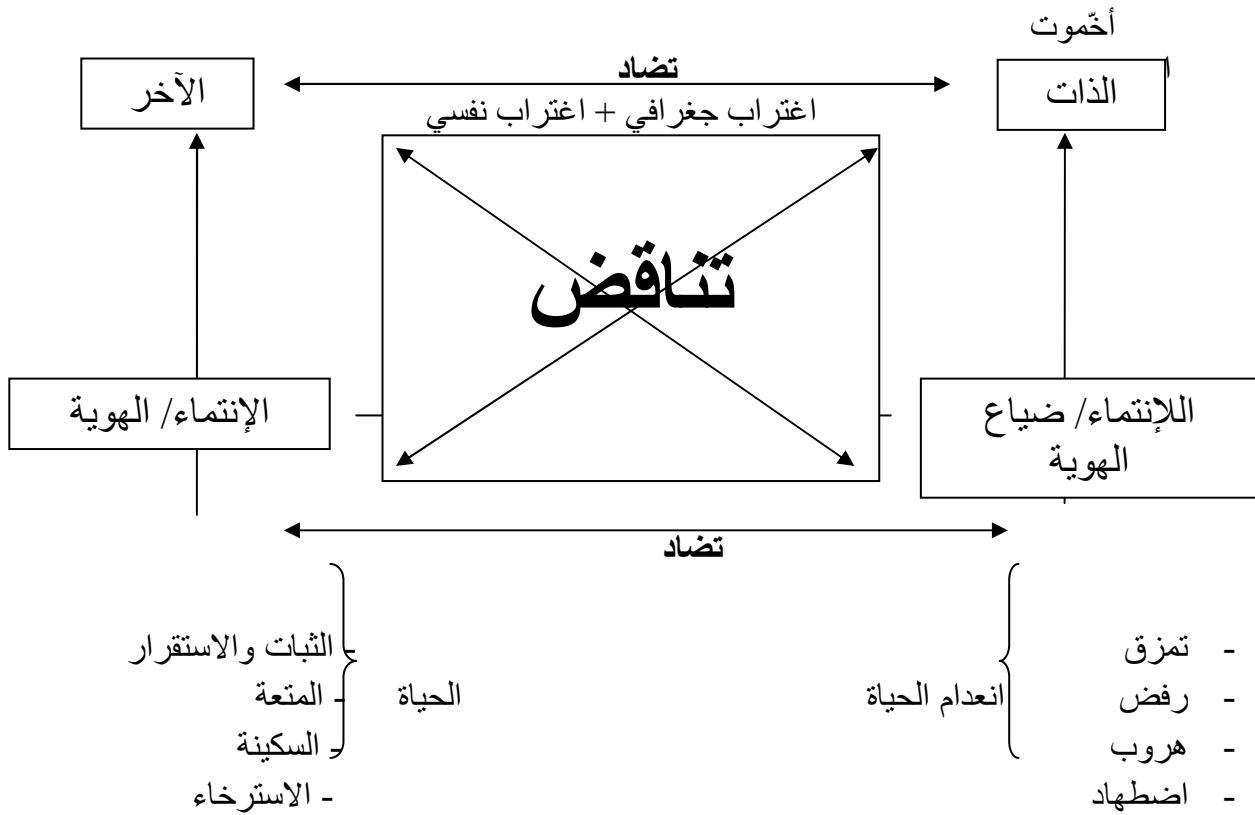 أخّموت
الذات
تضاد
الآخر
اغتراب جغرافي + اغتراب نفسي
تناقض
اللإنتماء/ ضياع
الهوية
الإنتماء/ الهوية
تضاد
- تمزق
- رفض
- هروب
- اضطهاد
انعدام الحياة
الحياة
- الثبات والاستقرار
- المتعة
- السكينة
- الاسترخاء